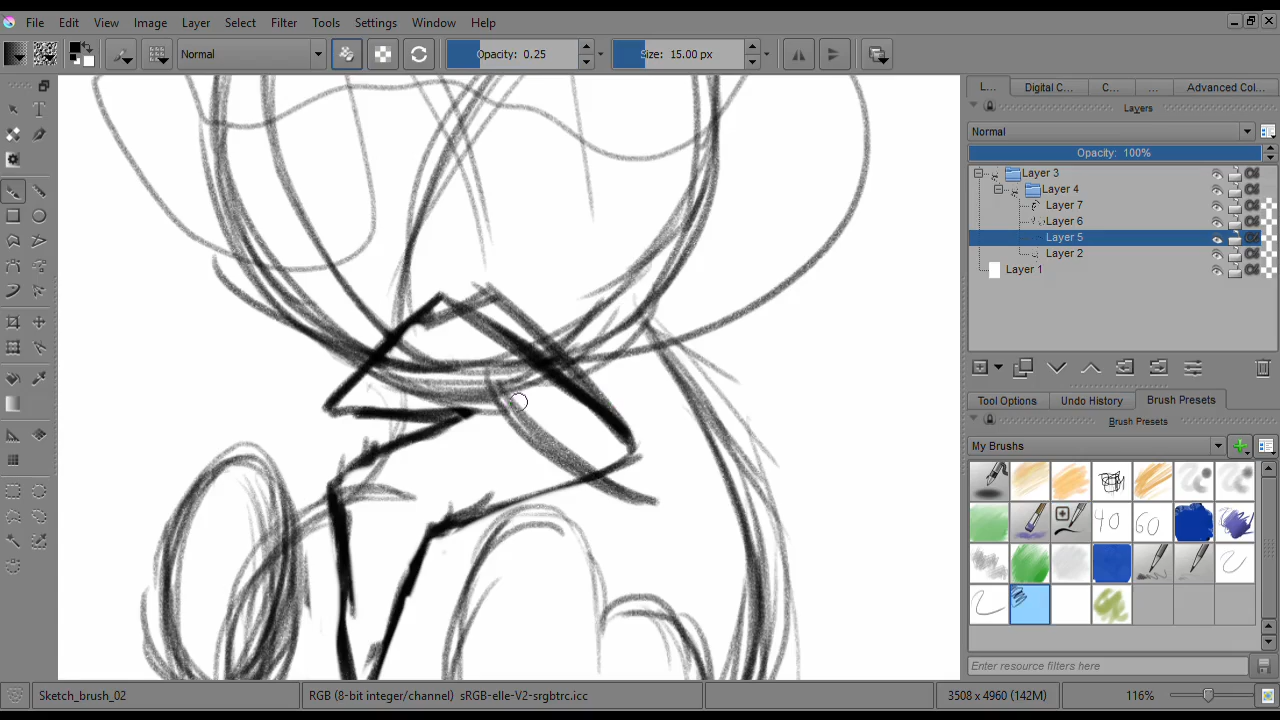 File Edit View Image Layer Select Filter Tools Settings Window Help
Normal Opacity: 0.25 Size: 15.00 px
L... Digital C... C... ... Advanced Col...
Layers
Normal
Opacity: 100%
Layer 3
Layer 4
Layer 7
Layer 6
Layer 5
Layer 2
Layer 1
Tool Options Undo History Brush Presets
Brush Presets
My Brushes
40 60
Enter resource filters here
Sketch_brush_02 RGB (8-bit integer/channel) sRGB-elle-V2-srgbtrc.icc 3508 x 4960 (142M) 116%